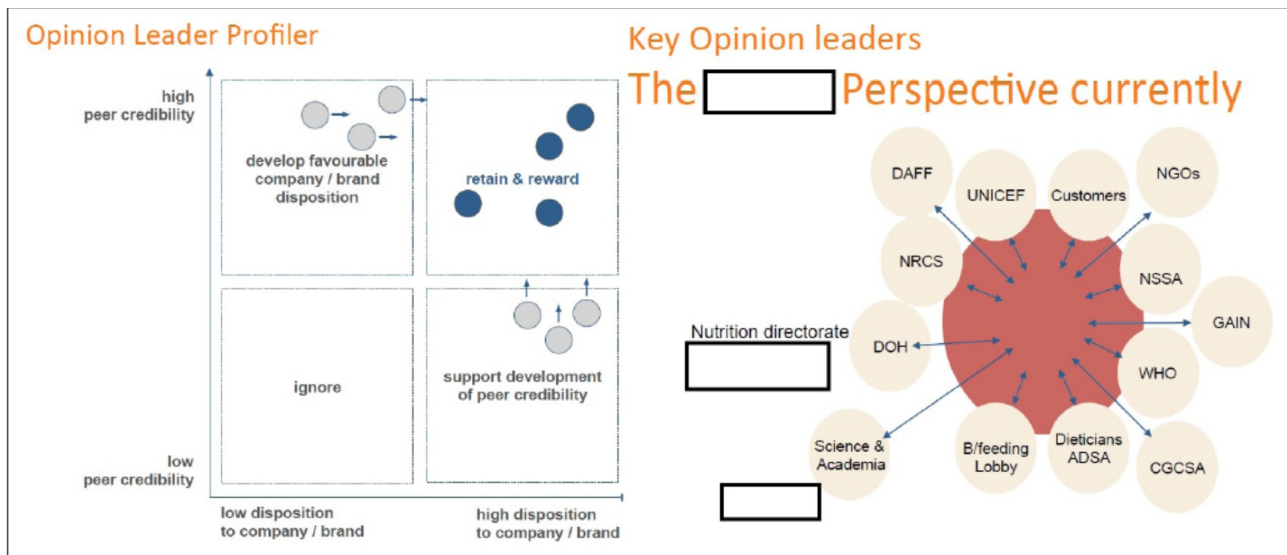 Opinion Leader Profiler
high
peer credibility
develop favourable
company / brand
disposition
retain & reward
ignore
support development
of peer credibility
low
peer credibility
low disposition
to company / brand
high disposition
to company / brand
Key Opinion leaders
The
Perspective currently
DAFF
UNICEF
Customers
NGOs
NRCS
NSSA
GAIN
Nutrition directorate
DOH
WHO
Science &
Academia
B/feeding
Lobby
Dieticians
ADSA
CGCSA